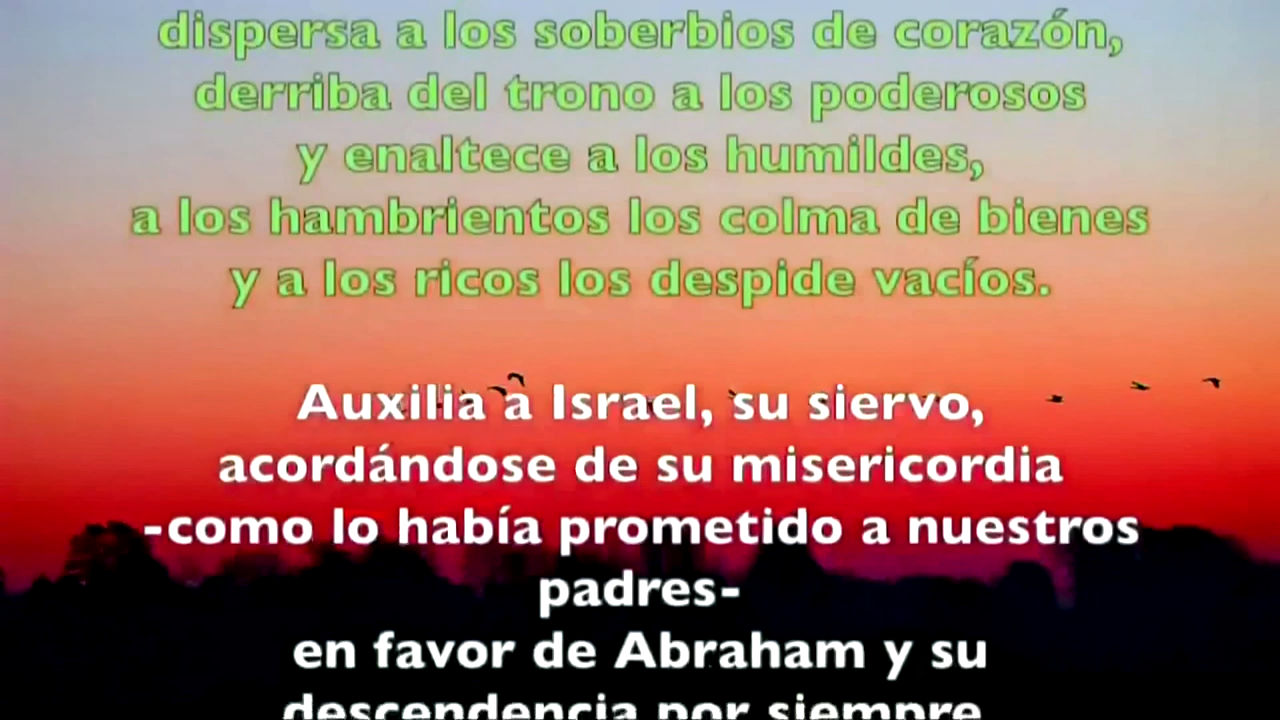 dispersa a los soberbios de corazón,
derriba del trono a los poderosos
y enaltece a los humildes,
a los hambrientos los colma de bienes
y a los ricos los despide vacíos.
Auxilia a Israel, su siervo,
acordándose de su misericordia
-como lo había prometido a nuestros
padres-
en favor de Abraham y su
descendencia por siempre